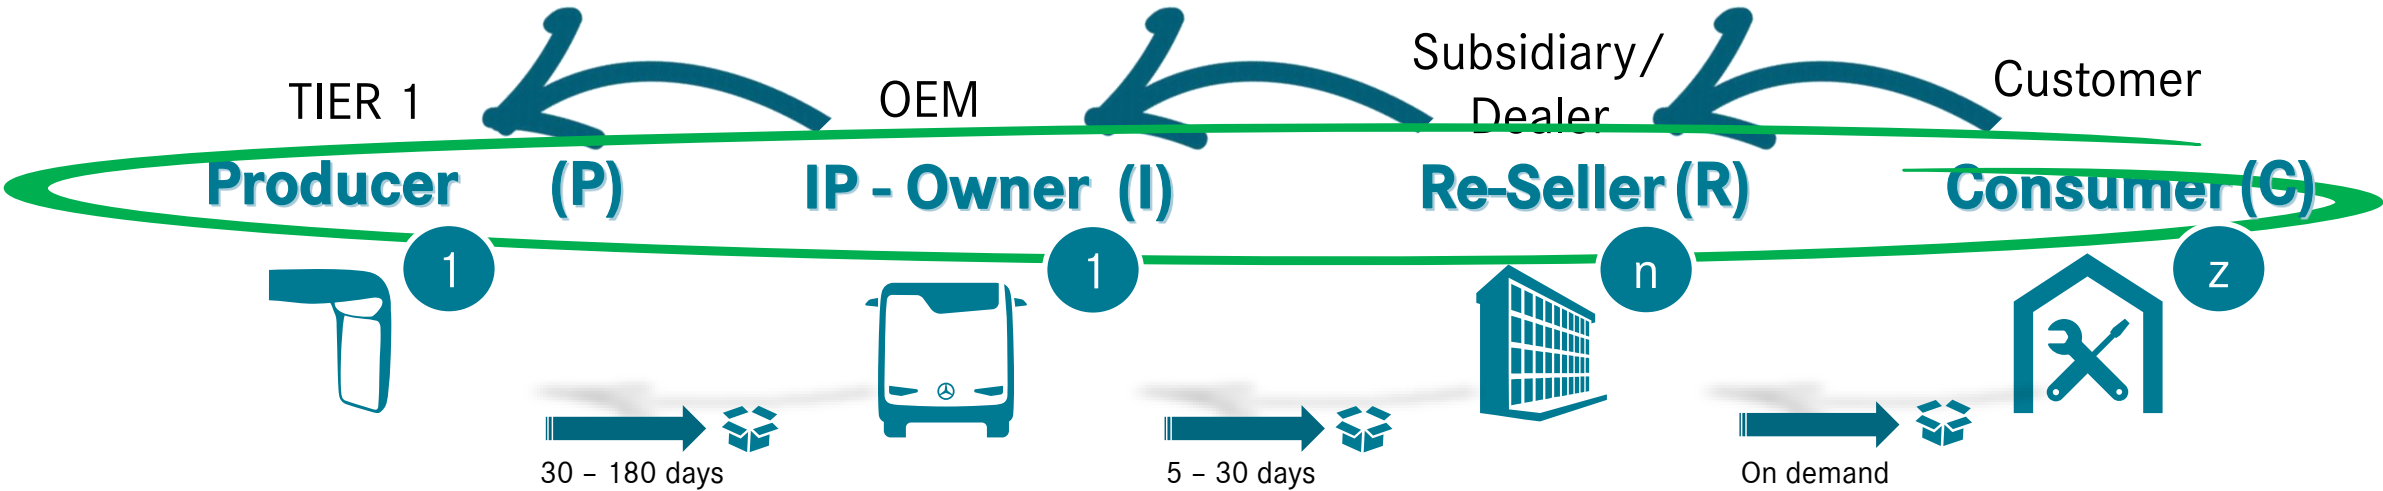 TIER 1
OEM
Subsidiary/
Dealer
Customer
Producer (P)
IP - Owner (I)
Re-Seller (R)
Consumer (C)
1
1
n
z
30 – 180 days
5 – 30 days
On demand